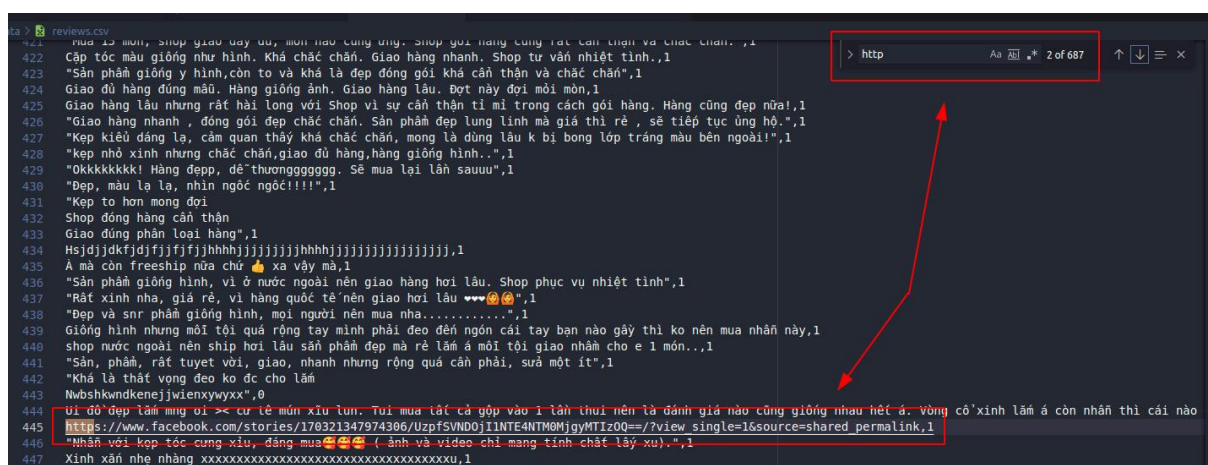 ata > reviews.csv
http Aa Abl .* 2 of 687
421 "Mua 15 món, shop giao đầy đủ, món nào cũng ưng. Shop gói hàng cũng rất cẩn thận và chắc chắn.",1
422 Cặp tóc màu giống như hình. Khá chắc chắn. Giao hàng nhanh. Shop tư vấn nhiệt tình.,1
423 "Sản phẩm giống y hình,còn to và khá là đẹp đóng gói khá cẩn thận và chắc chắn",1
424 Giao đủ hàng đúng mẫu. Hàng giống ảnh. Giao hàng lâu. Đợt này đợi mỏi mòn,1
425 Giao hàng lâu nhưng rất hài long với Shop vì sự cẩn thận tỉ mỉ trong cách gói hàng. Hàng cũng đẹp nữa!,1
426 "Giao hàng nhanh , đóng gói đẹp chắc chắn. Sản phẩm đẹp lung linh mà giá thì rẻ , sẽ tiếp tục ủng hộ.",1
427 "Kẹp kiểu dáng lạ, cảm quan thấy khá chắc chắn, mong là dùng lâu k bị bong lớp tráng màu bên ngoài!",1
428 "kẹp nhỏ xinh nhưng chắc chắn,giao đủ hàng,hàng giống hình..",1
429 "Okkkkkkkk! Hàng đẹpp, dễ thươnggggggg. Sẽ mua lại lần sauuu",1
430 "Đẹp, màu lạ lạ, nhìn ngốc ngốc!!!!",1
431 "Kẹp to hơn mong đợi
432 Shop đóng hàng cẩn thận
433 Giao đúng phân loại hàng",1
434 Hsjdjjdkfjdjfjjfjfjjhhhhjjjjjjjjjhhhhjjjjjjjjjjjjjjjjj,1
435 À mà còn freeship nữa chứ 👍 xa vậy mà,1
436 "Sản phẩm giống hình, vì ở nước ngoài nên giao hàng hơi lâu. Shop phục vụ nhiệt tình",1
437 "Rất xinh nha, giá rẻ, vì hàng quốc tế nên giao hơi lâu ❤❤❤🙆🙆",1
438 "Đẹp và snr phẩm giống hình, mọi người nên mua nha............",1
439 Giống hình nhưng mỗi tội quá rộng tay mình phải đeo đến ngón cái tay bạn nào gầy thì ko nên mua nhẫn này,1
440 shop nước ngoài nên ship hơi lâu sản phẩm đẹp mà rẻ lắm á mỗi tội giao nhầm cho e 1 món..,1
441 "Sản, phẩm, rất tuyet vời, giao, nhanh nhưng rộng quá cần phải, sưả một ít",1
442 "Khá là thất vọng đeo ko đc cho lắm
443 Nwbshkwndkenejjwienxywyxx",0
444 Ui đồ đẹp lắm mng oi >< cư tê mún xĩu lun. Tui mua tất cả gộp vào 1 lần thui nên là đánh giá nào cũng giống nhau hết á. Vòng cổ xinh lắm á còn nhẫn thì cái nào
445 https://www.facebook.com/stories/170321347974306/UzpfSVNDOjI1NTE4NTM0MjgyMTIzOQ==/?view_single=1&source=shared_permalink,1
446 "Nhẫn với kẹp tóc cưng xỉu, đáng mua🥰🥰🥰 ( ảnh và video chỉ mang tính chất lấy xu).",1
447 Xinh xắn nhẹ nhàng xxxxxxxxxxxxxxxxxxxxxxxxxxxxxxxxxxxu,1